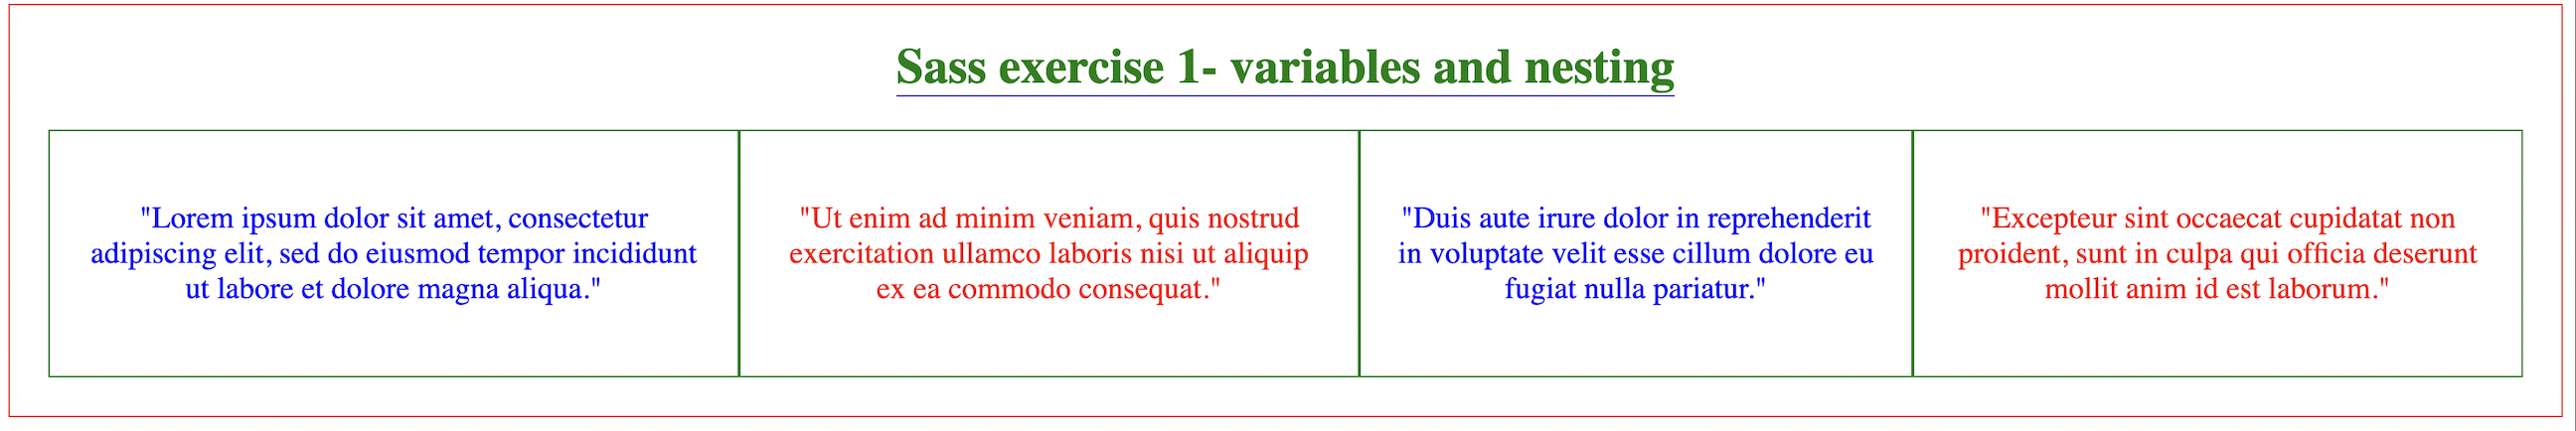 Sass exercise 1- variables and nesting
"Lorem ipsum dolor sit amet, consectetur
adipiscing elit, sed do eiusmod tempor incididunt
ut labore et dolore magna aliqua."
"Ut enim ad minim veniam, quis nostrud
exercitation ullamco laboris nisi ut aliquip
ex ea commodo consequat."
"Duis aute irure dolor in reprehenderit
in voluptate velit esse cillum dolore eu
fugiat nulla pariatur."
"Excepteur sint occaecat cupidatat non
proident, sunt in culpa qui officia deserunt
mollit anim id est laborum."